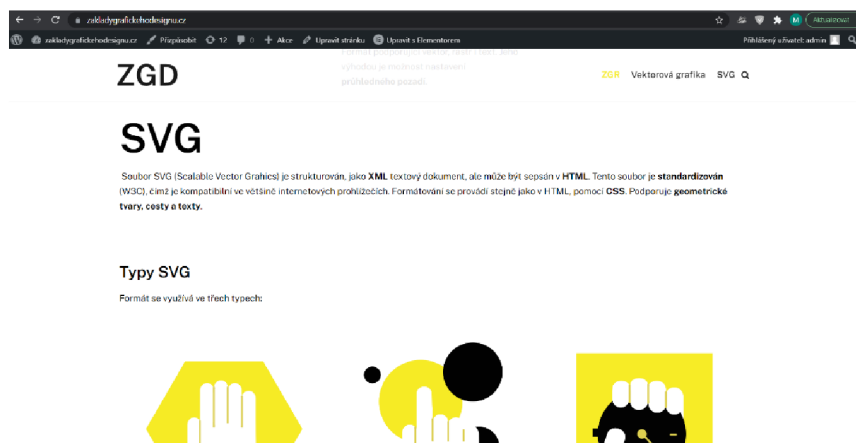 zakladygrafickehodesignu.cz
Aktualizovat
zakladygrafickehodesignu.cz Přizpůsobit 12 0 Akce Upravit stránku Upravit s Elementorem Přihlášený uživatel: admin
výhodou je možnost nastavení
průhledného pozadí.
ZGD
ZGR Vektorová grafika SVG
SVG
Soubor SVG (Scalable Vector Grahics) je strukturován, jako XML textový dokument, ale může být sepsán v HTML. Tento soubor je standardizován
(W3C), čímž je kompatibilní ve většině internetových prohlížečích. Formátování se provádí stejné jako v HTML, pomocí CSS. Podporuje geometrické
tvary, cesty a texty.
Typy SVG
Formát se využívá ve třech typech: